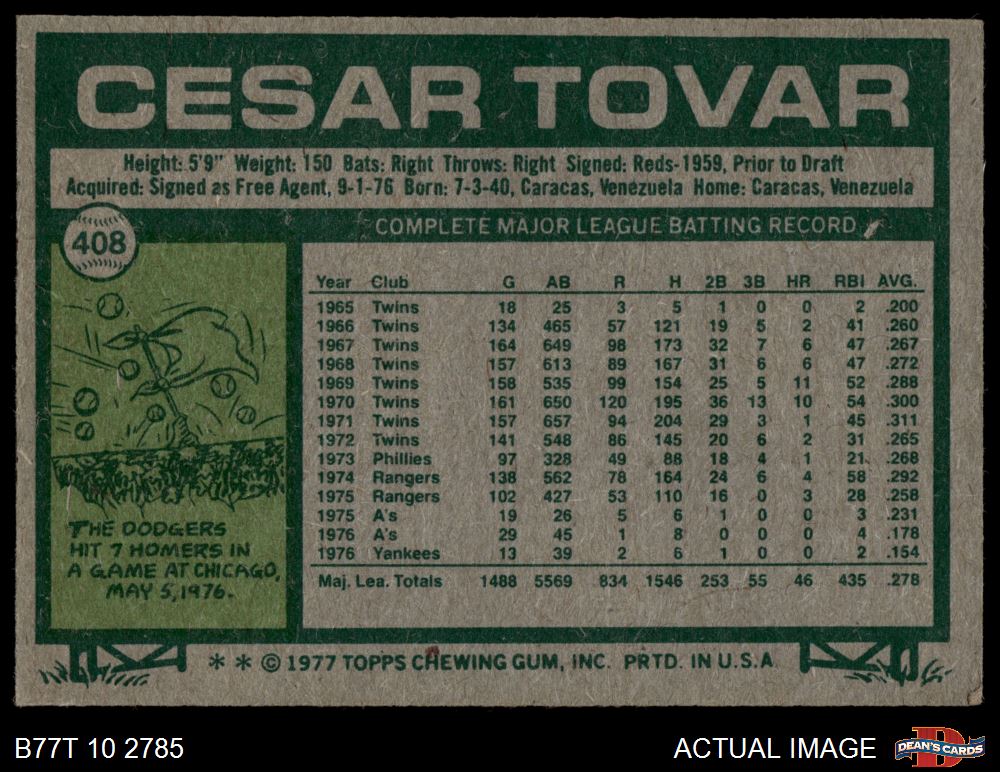 CESAR TOVAR
Height: 5'9" Weight: 150 Bats: Right Throws: Right Signed: Reds-1959, Prior to Draft
Acquired: Signed as Free Agent, 9-1-76 Born: 7-3-40, Caracas, Venezuela Home: Caracas, Venezuela
408
COMPLETE MAJOR LEAGUE BATTING RECORD
Year Club G AB R H 2B 3B HR RBI AVG.
1965 Twins 18 25 3 5 1 0 0 2 .200
1966 Twins 134 465 57 121 19 5 2 41 .260
1967 Twins 164 649 98 173 32 7 6 47 .267
1968 Twins 157 613 89 167 31 6 6 47 .272
1969 Twins 158 535 99 154 25 5 11 52 .288
1970 Twins 161 650 120 195 36 13 10 54 .300
1971 Twins 157 657 94 204 29 3 1 45 .311
1972 Twins 141 548 86 145 20 6 2 31 .265
1973 Phillies 97 328 49 88 18 4 1 21 .268
1974 Rangers 138 562 78 164 24 6 4 58 .292
1975 Rangers 102 427 53 110 16 0 3 28 .258
1975 A's 19 26 5 6 1 0 0 3 .231
1976 A's 29 45 1 8 0 0 0 4 .178
1976 Yankees 13 39 2 6 1 0 0 2 .154
Maj. Lea. Totals 1488 5569 834 1546 253 55 46 435 .278
THE DODGERS
HIT 7 HOMERS IN
A GAME AT CHICAGO,
MAY 5, 1976.
* * © 1977 TOPPS CHEWING GUM, INC. PRTD. IN U.S.A.
B77T 10 2785
ACTUAL IMAGE
D
DEAN'S CARDS